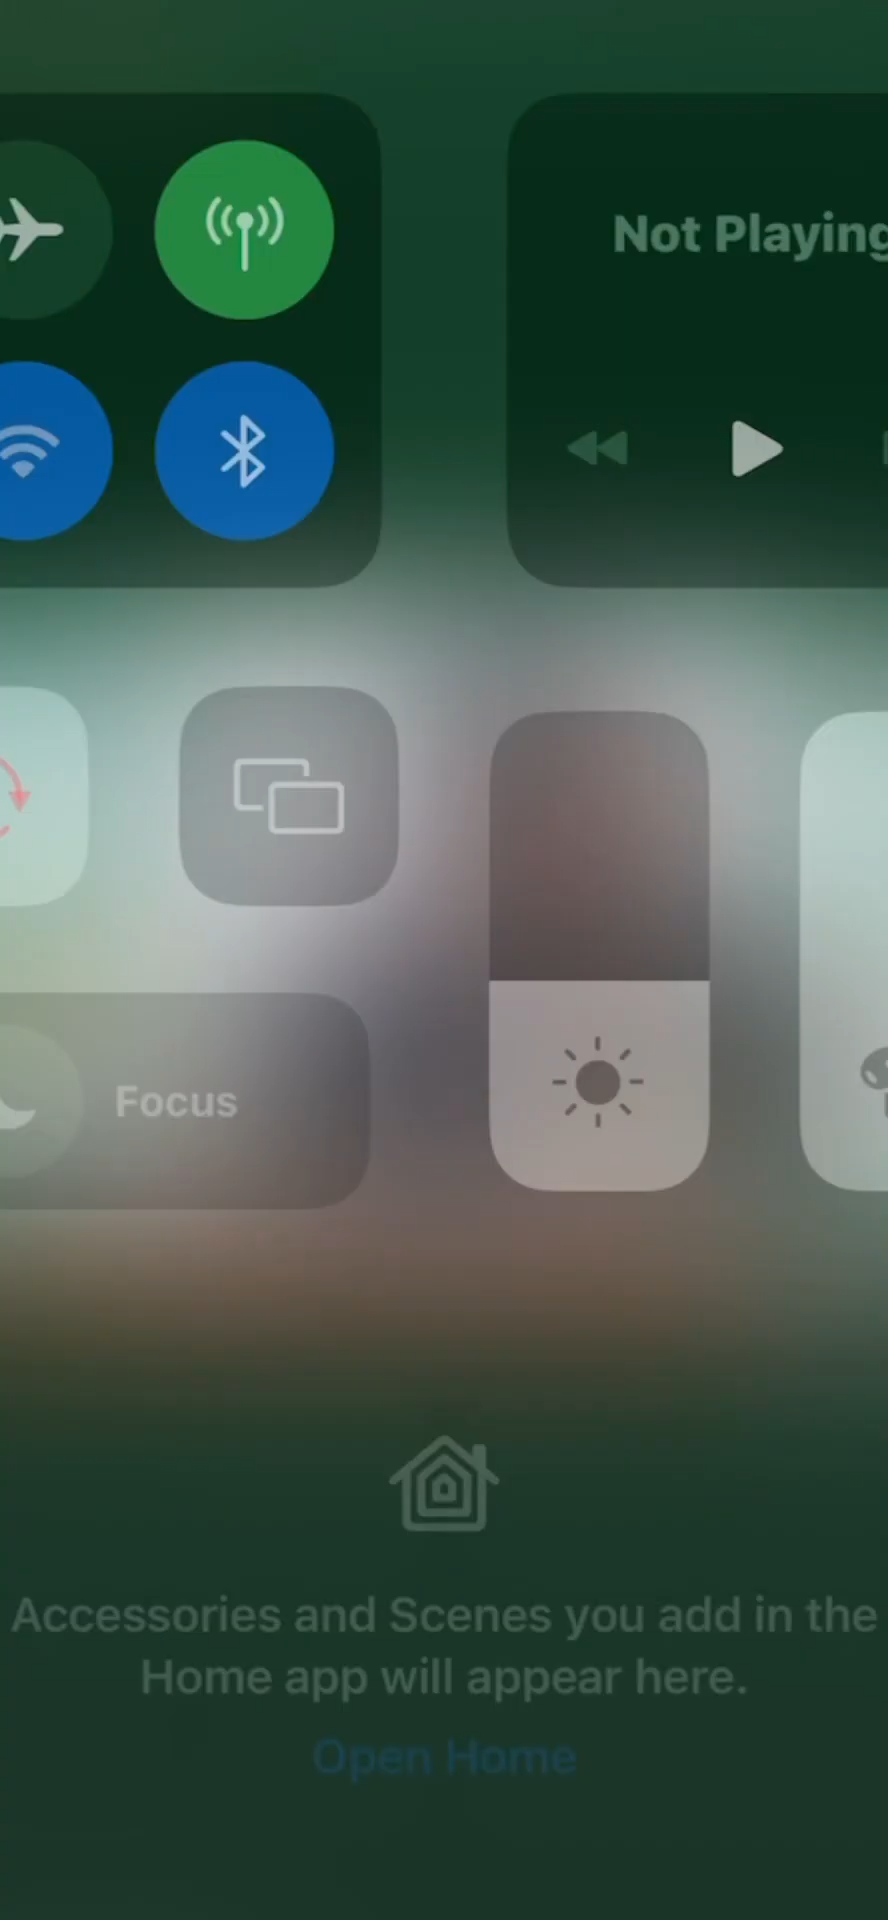 Not Playing
Focus
Accessories and Scenes you add in the
Home app will appear here.
Open Home